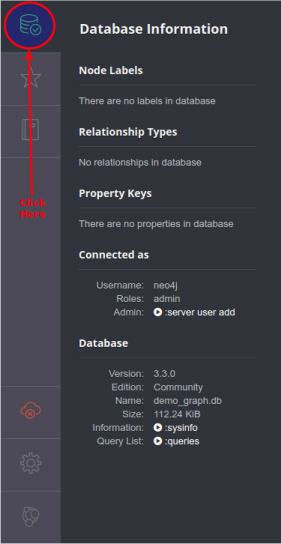 Database Information
Node Labels
There are no labels in database
Relationship Types
No relationships in database
Property Keys
There are no properties in database
Click
Here
Connected as
Username: neo4j
Roles: admin
Admin: :server user add
Database
Version: 3.3.0
Edition: Community
Name: demo_graph.db
Size: 112.24 KiB
Information: :sysinfo
Query List: :queries